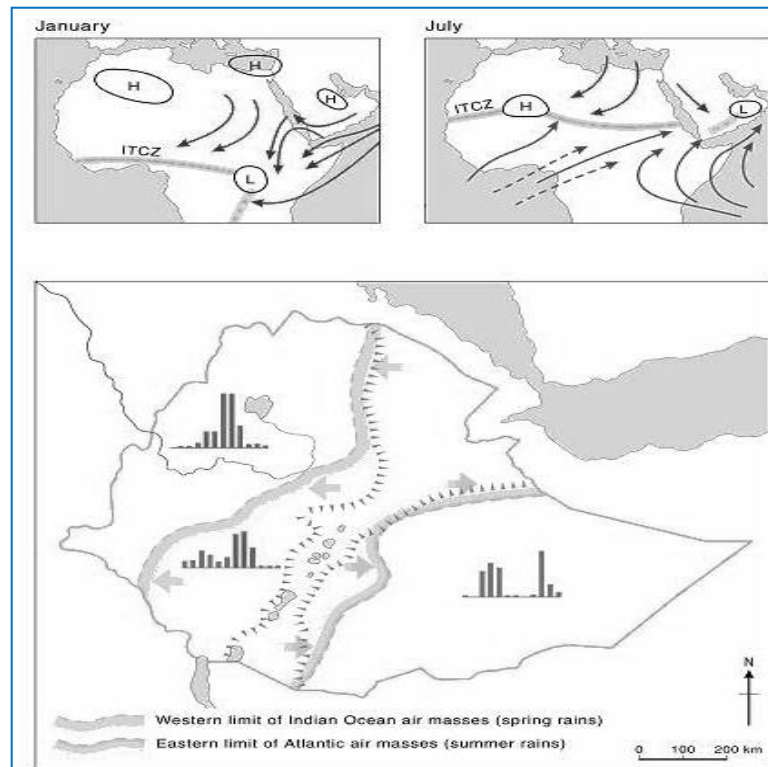 January
July
H
H
H
ITCZ
L
ITCZ
H
L
N
Western limit of Indian Ocean air masses (spring rains)
Eastern limit of Atlantic air masses (summer rains)
0 100 200 km